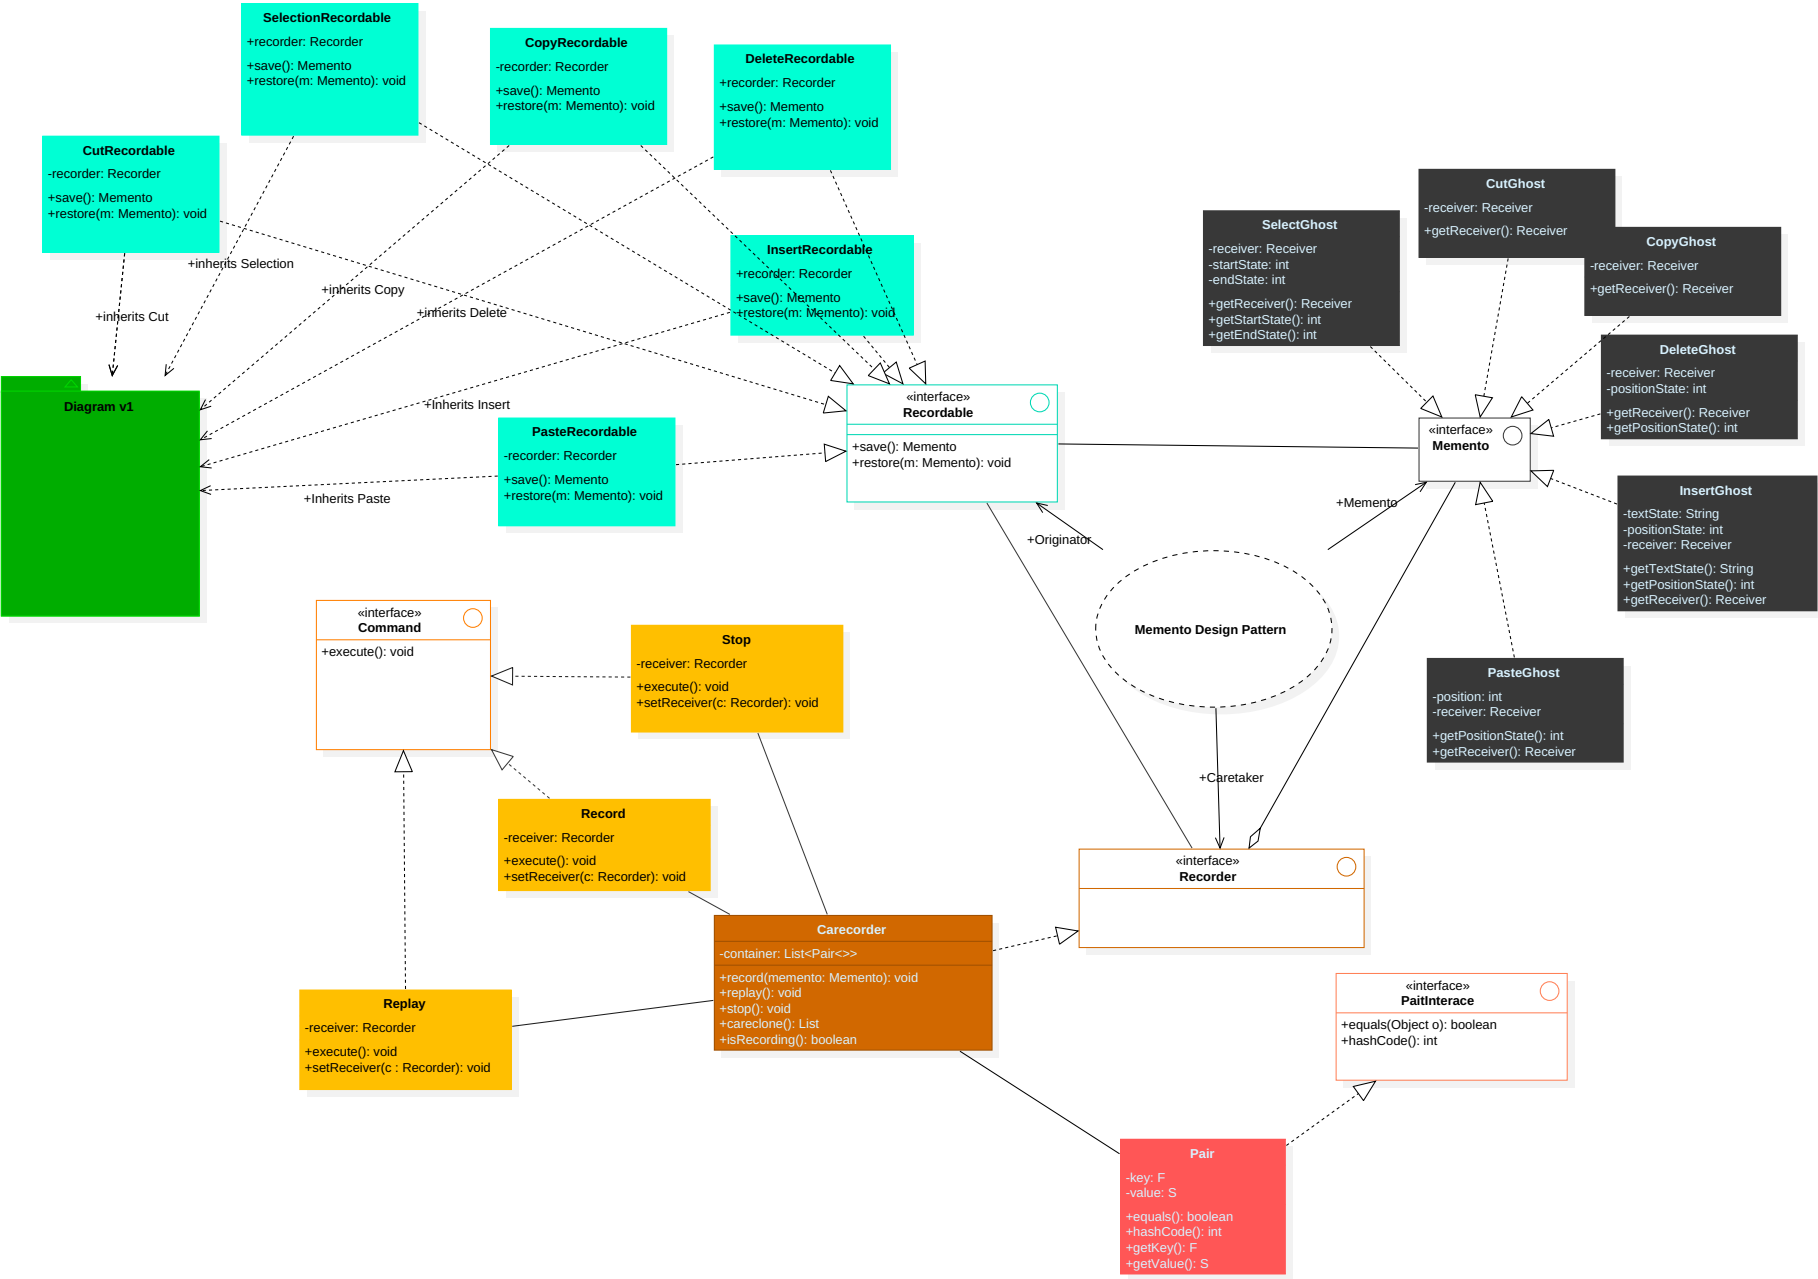 SelectionRecordable
+recorder: Recorder
+save(): Memento
+restore(m: Memento): void
CopyRecordable
-recorder: Recorder
+save(): Memento
+restore(m: Memento): void
DeleteRecordable
+recorder: Recorder
+save(): Memento
+restore(m: Memento): void
CutRecordable
-recorder: Recorder
+save(): Memento
+restore(m: Memento): void
InsertRecordable
+recorder: Recorder
+save(): Memento
+restore(m: Memento): void
+inherits Selection
+inherits Copy
+inherits Delete
+inherits Cut
+Inherits Insert
+Inherits Paste
Diagram v1
PasteRecordable
-recorder: Recorder
+save(): Memento
+restore(m: Memento): void
«interface»
Recordable
+save(): Memento
+restore(m: Memento): void
SelectGhost
-receiver: Receiver
-startState: int
-endState: int
+getReceiver(): Receiver
+getStartState(): int
+getEndState(): int
CutGhost
-receiver: Receiver
+getReceiver(): Receiver
CopyGhost
-receiver: Receiver
+getReceiver(): Receiver
DeleteGhost
-receiver: Receiver
-positionState: int
+getReceiver(): Receiver
+getPositionState(): int
«interface»
Memento
InsertGhost
-textState: String
-positionState: int
-receiver: Receiver
+getTextState(): String
+getPositionState(): int
+getReceiver(): Receiver
PasteGhost
-position: int
-receiver: Receiver
+getPositionState(): int
+getReceiver(): Receiver
+Memento
+Originator
Memento Design Pattern
+Caretaker
«interface»
Command
+execute(): void
Stop
-receiver: Recorder
+execute(): void
+setReceiver(c: Recorder): void
Record
-receiver: Recorder
+execute(): void
+setReceiver(c: Recorder): void
«interface»
Recorder
Carecorder
-container: List<Pair<>>
+record(memento: Memento): void
+replay(): void
+stop(): void
+careclone(): List
+isRecording(): boolean
Replay
-receiver: Recorder
+execute(): void
+setReceiver(c : Recorder): void
«interface»
PaitInterace
+equals(Object o): boolean
+hashCode(): int
Pair
-key: F
-value: S
+equals(): boolean
+hashCode(): int
+getKey(): F
+getValue(): S